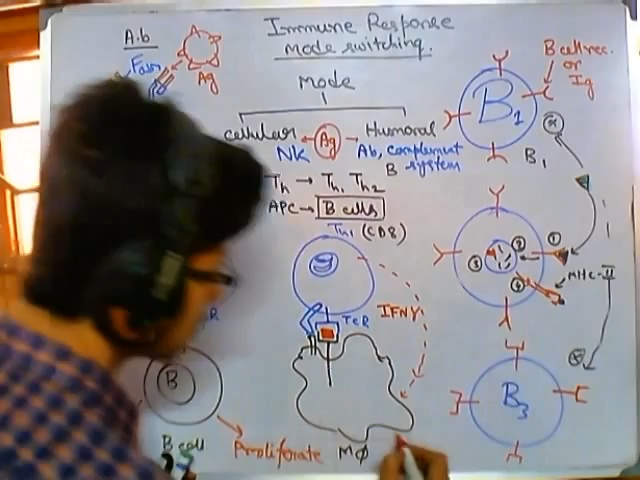 Immune Response
Mode switching.
A.b
Fab
Ag
Mode
Cellular
Ag
Humoral
NK
Ab, complement
B system
Th → Th1, Th2
APC → B cells
Th1 (CD8)
TcR
IFNγ
MΦ
B
B cell
Proliferate
B cell rec.
or
Ig
B1
B1
1
2
3
4
MHC-II
B3